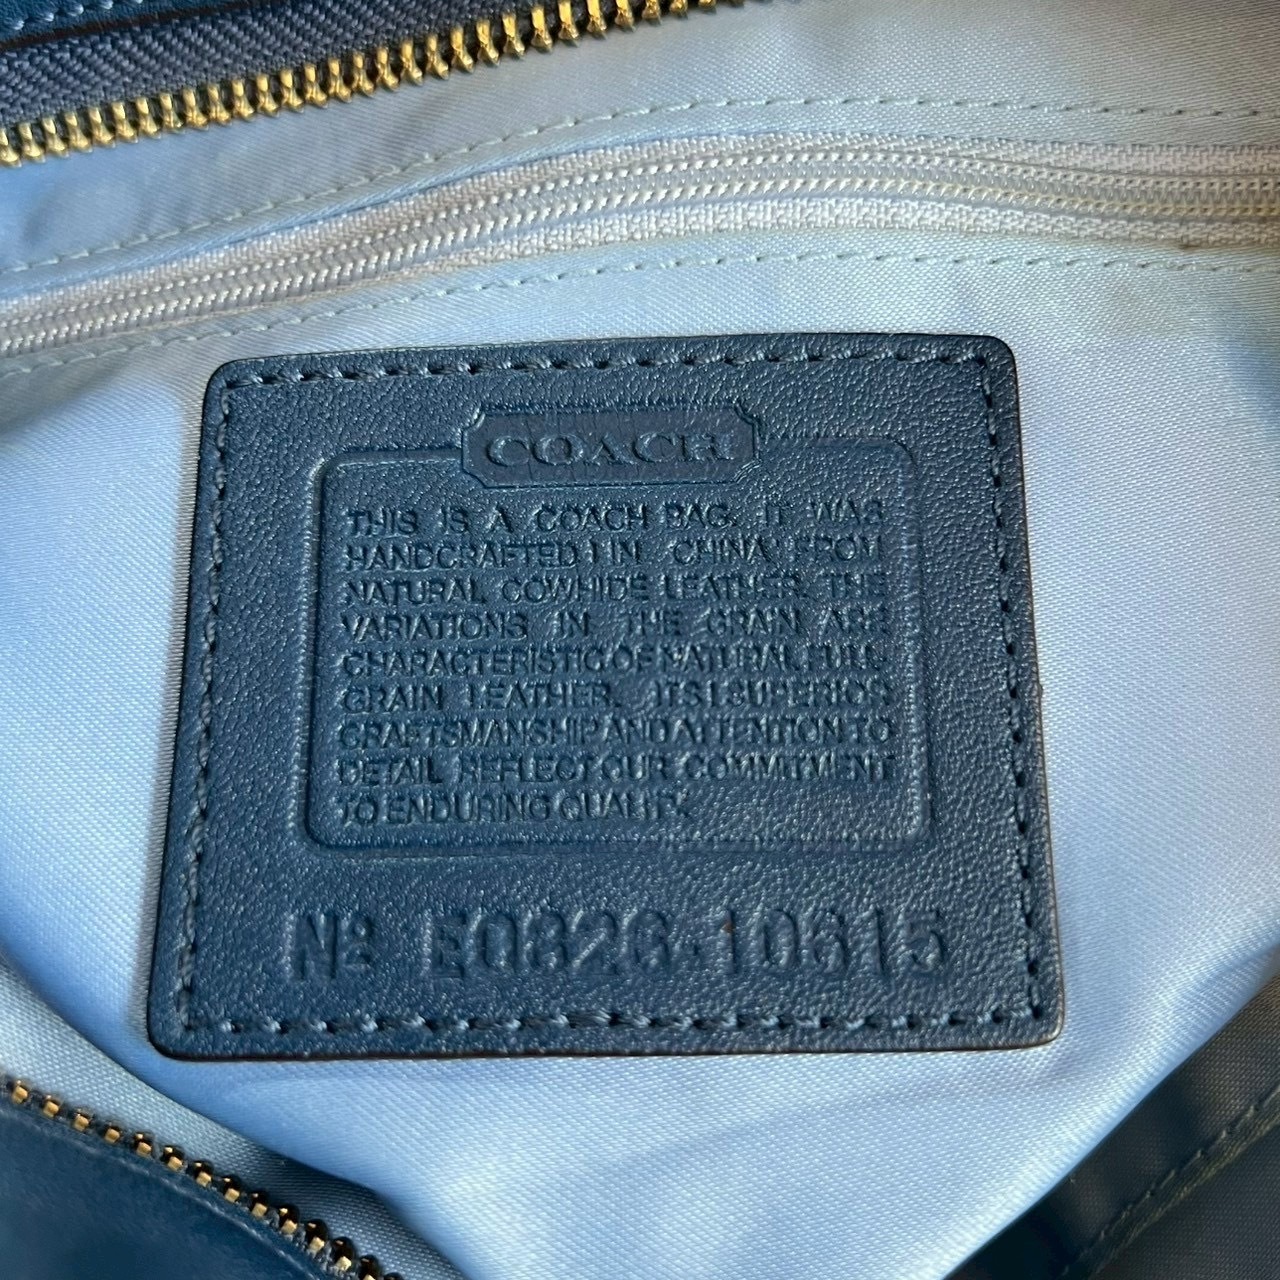 COACH
THIS IS A COACH BAG. IT WAS
HANDCRAFTED IN CHINA FROM
NATURAL COWHIDE LEATHER. THE
VARIATIONS IN THE GRAIN ARE
CHARACTERISTIC OF NATURAL FULL
GRAIN LEATHER. ITS SUPERIOR
CRAFTSMANSHIP AND ATTENTION TO
DETAIL REFLECT OUR COMMITMENT
TO ENDURING QUALITY.
Nº